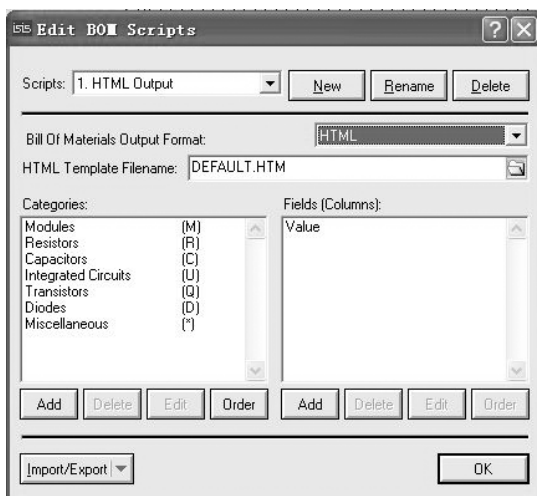 isis Edit BOM Scripts
Scripts: 1. HTML Output New Rename Delete
Bill Of Materials Output Format: HTML
HTML Template Filename: DEFAULT.HTM
Categories: Fields (Columns):
Modules (M) Value
Resistors (R)
Capacitors (C)
Integrated Circuits (U)
Transistors (Q)
Diodes (D)
Miscellaneous (*)
Add Delete Edit Order Add Delete Edit Order
Import/Export OK